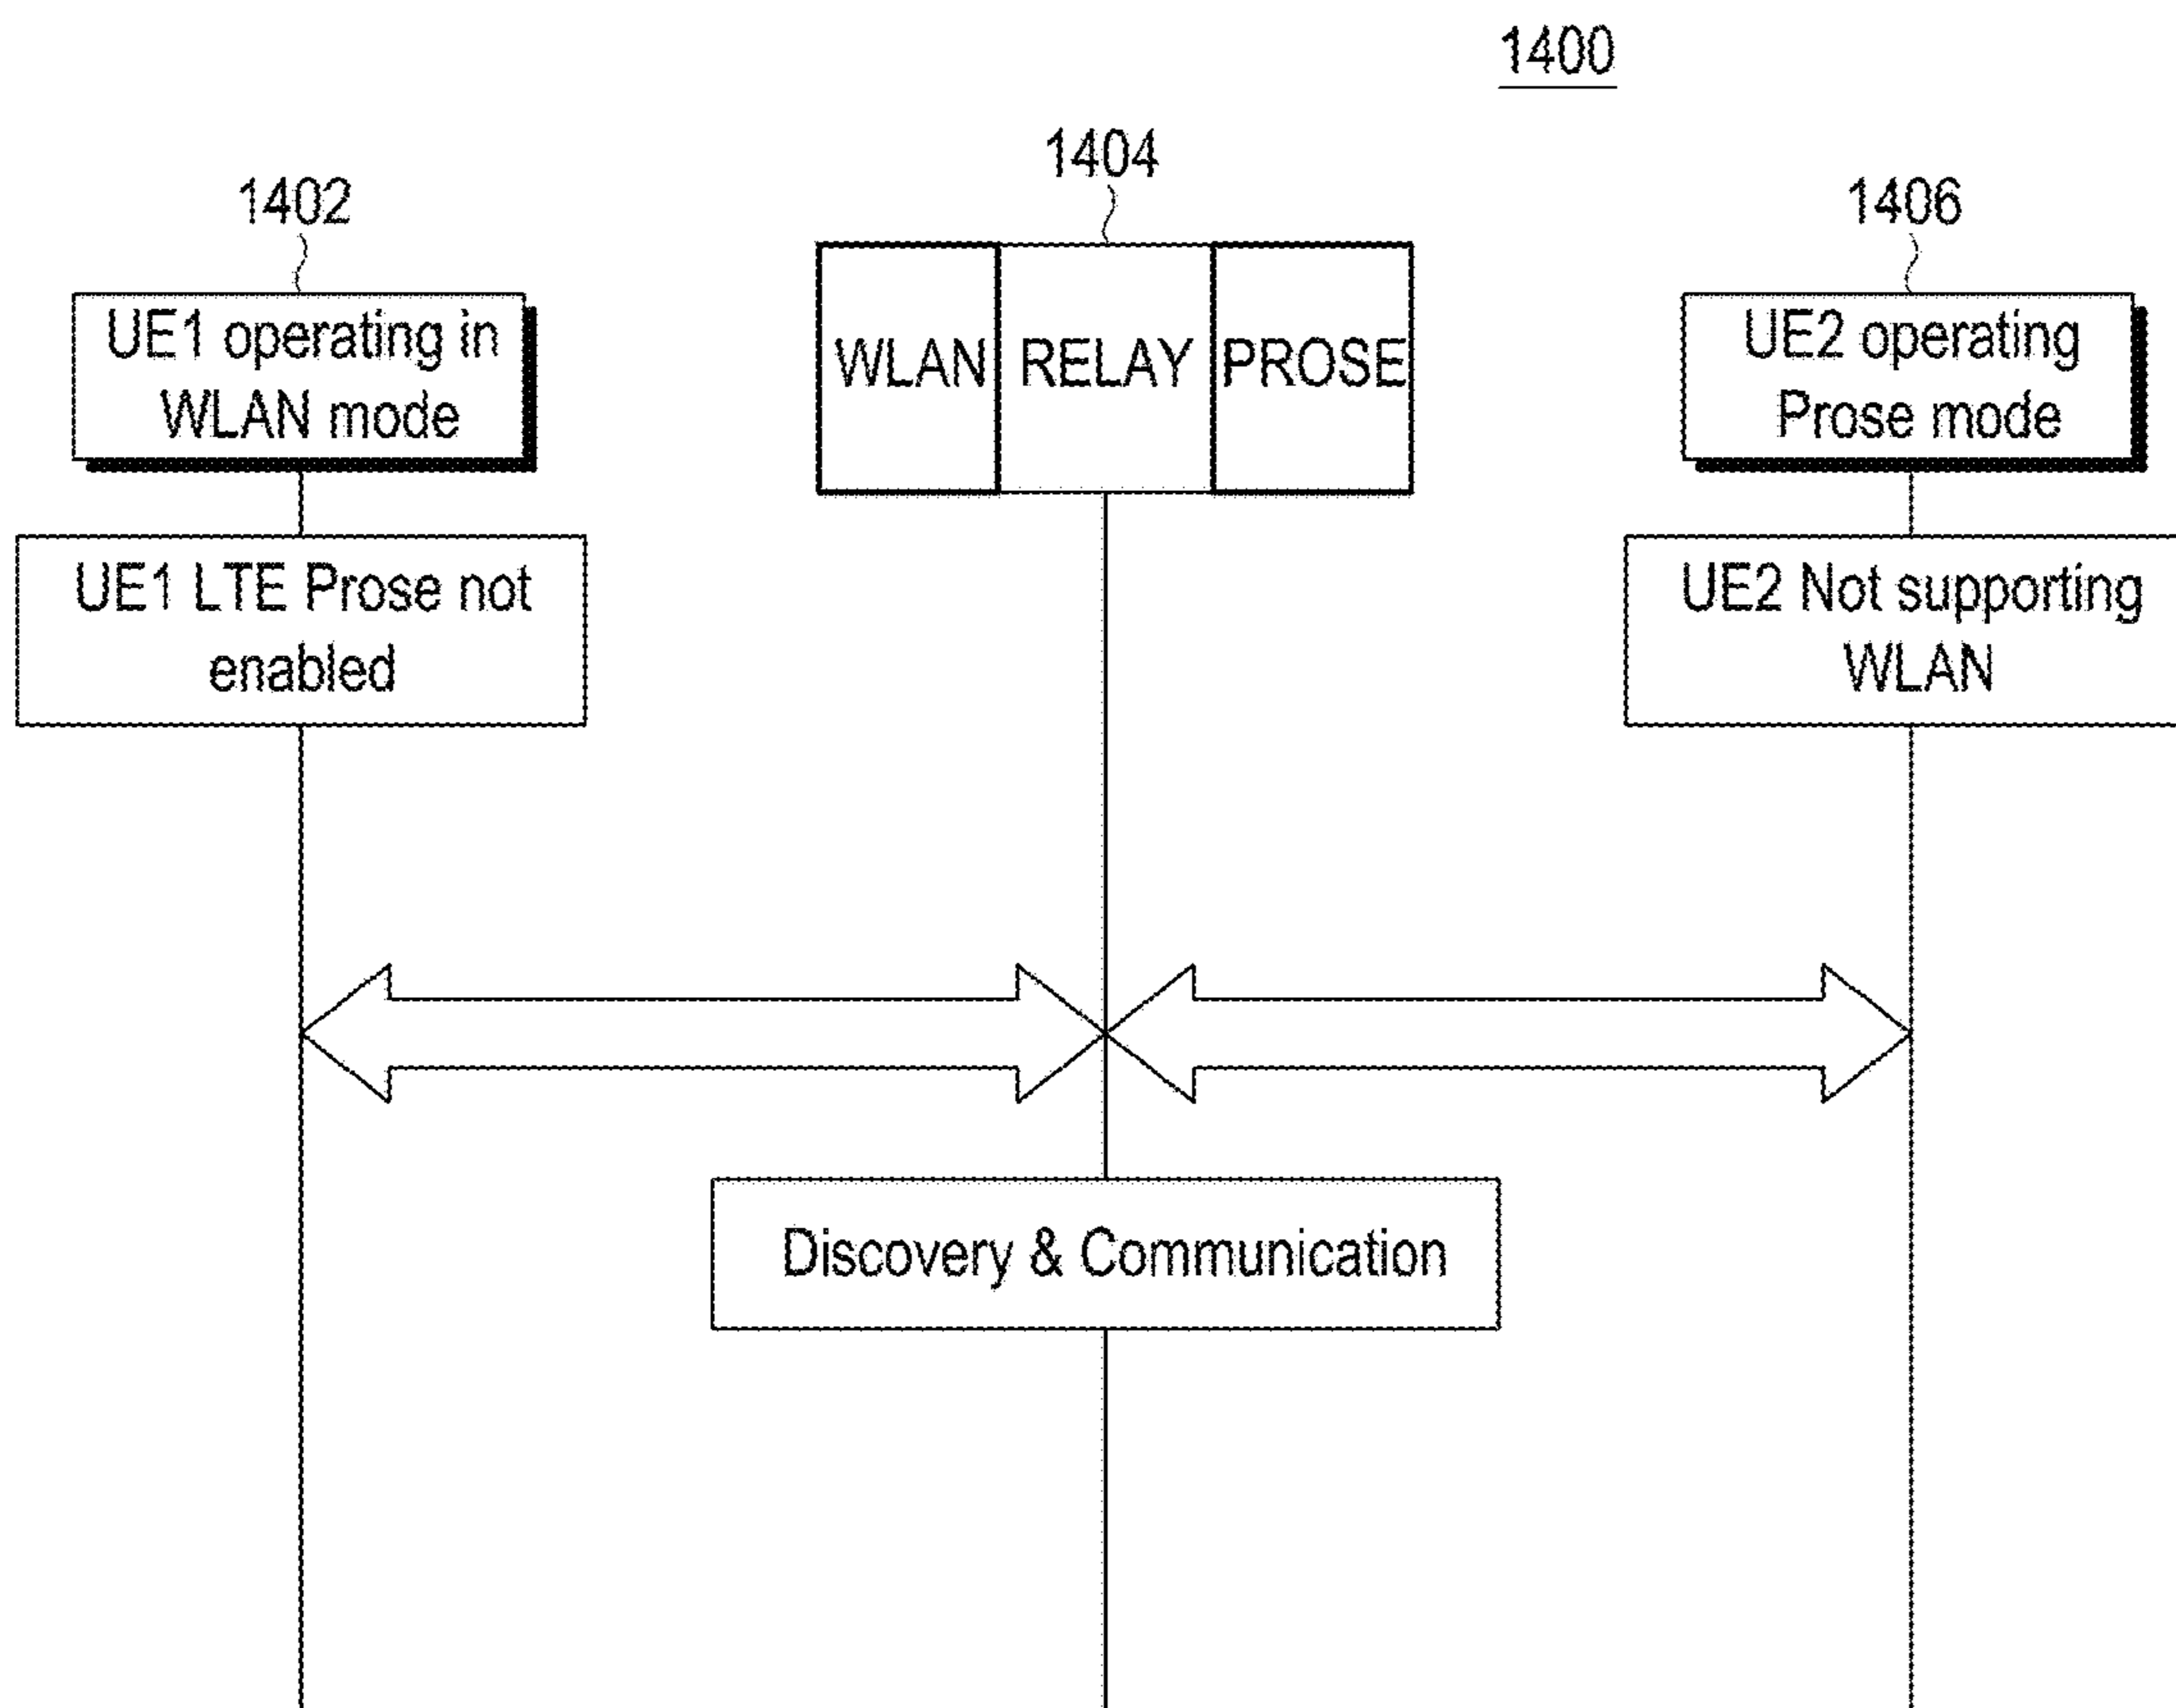 1400
1404
1402
1406
WLAN RELAY PROSE
UE1 operating in
WLAN mode
UE2 operating
Prose mode
UE1 LTE Prose not
enabled
UE2 Not supporting
WLAN
Discovery & Communication